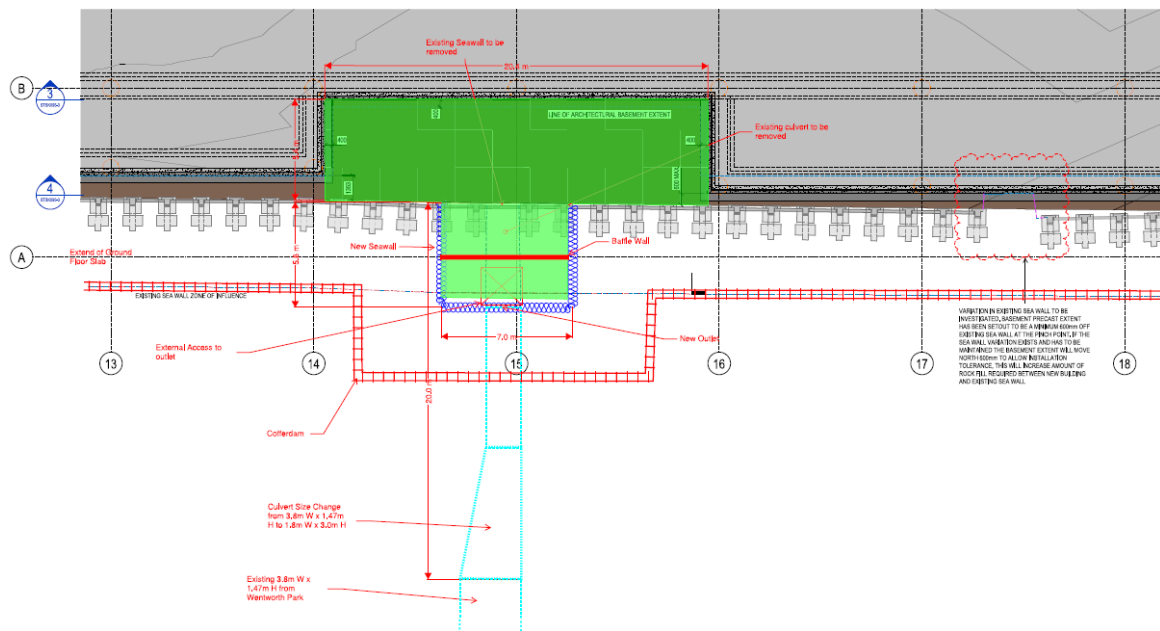 Existing Seawall to be
removed
20.3 m
B
3
LINE OF ARCHITECTURAL BASEMENT EXTENT
Existing culvert to be
removed
400
400
1200
500 MAX
4
New Seawall
Baffle Wall
A
Extend of Ground
Floor Slab
EXISTING SEA WALL ZONE OF INFLUENCE
7.0 m
External Access to
outlet
New Outlet
13
14
15
16
17
18
VARIATION IN EXISTING SEA WALL TO BE
INVESTIGATED, BASEMENT PRECAST EXTENT
HAS BEEN SETOUT TO BE A MINIMUM 600mm OFF
EXISTING SEA WALL AT THE PINCH POINT, IF THE
SEA WALL VARIATION EXISTS AND HAS TO BE
MAINTAINED THE BASEMENT EXTENT WILL MOVE
NORTH 600mm TO ALLOW INSTALLATION
TOLERANCE, THIS WILL INCREASE AMOUNT OF
ROCK FILL REQUIRED BETWEEN NEW BUILDING
AND EXISTING SEA WALL
20.0 m
Cofferdam
Culvert Size Change
from 3.8m W x 1.47m
H to 1.8m W x 3.0m H
Existing 3.8m W x
1.47m H from
Wentworth Park